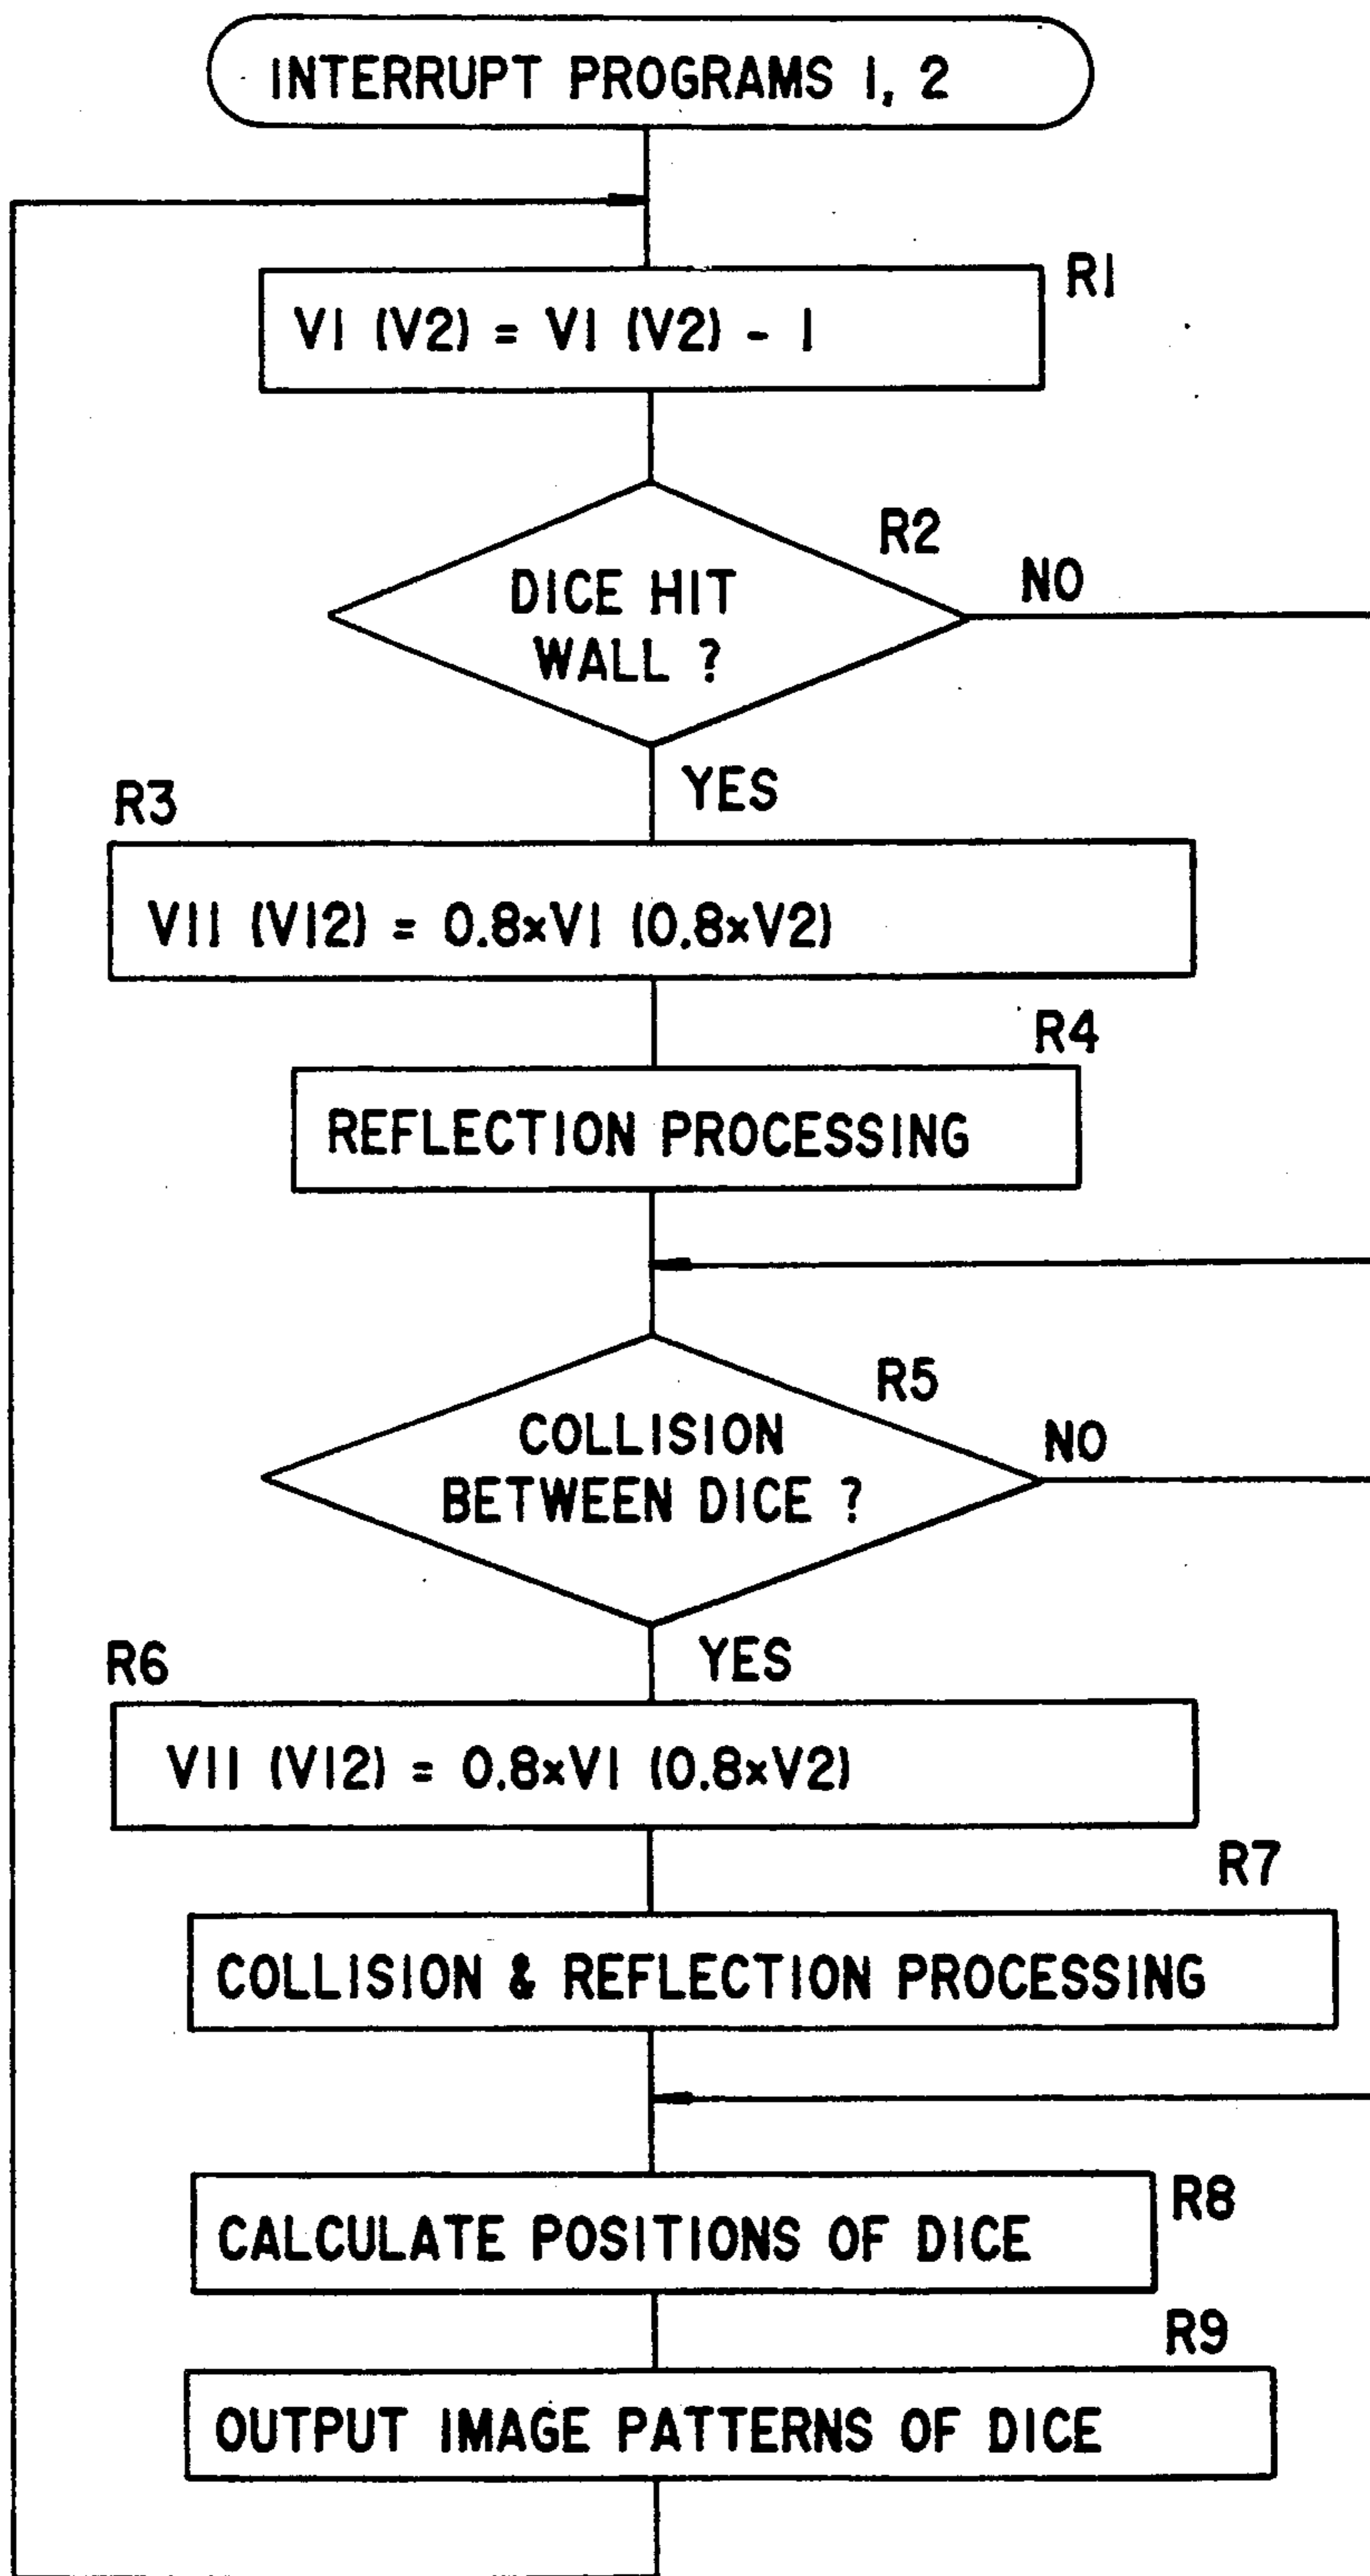 INTERRUPT PROGRAMS 1, 2
R1
V1 (V2) = V1 (V2) - 1
R2
NO
DICE HIT
WALL ?
YES
R3
V11 (V12) = 0.8×V1 (0.8×V2)
R4
REFLECTION PROCESSING
R5
COLLISION
NO
BETWEEN DICE ?
YES
R6
V11 (V12) = 0.8×V1 (0.8×V2)
R7
COLLISION & REFLECTION PROCESSING
R8
CALCULATE POSITIONS OF DICE
R9
OUTPUT IMAGE PATTERNS OF DICE